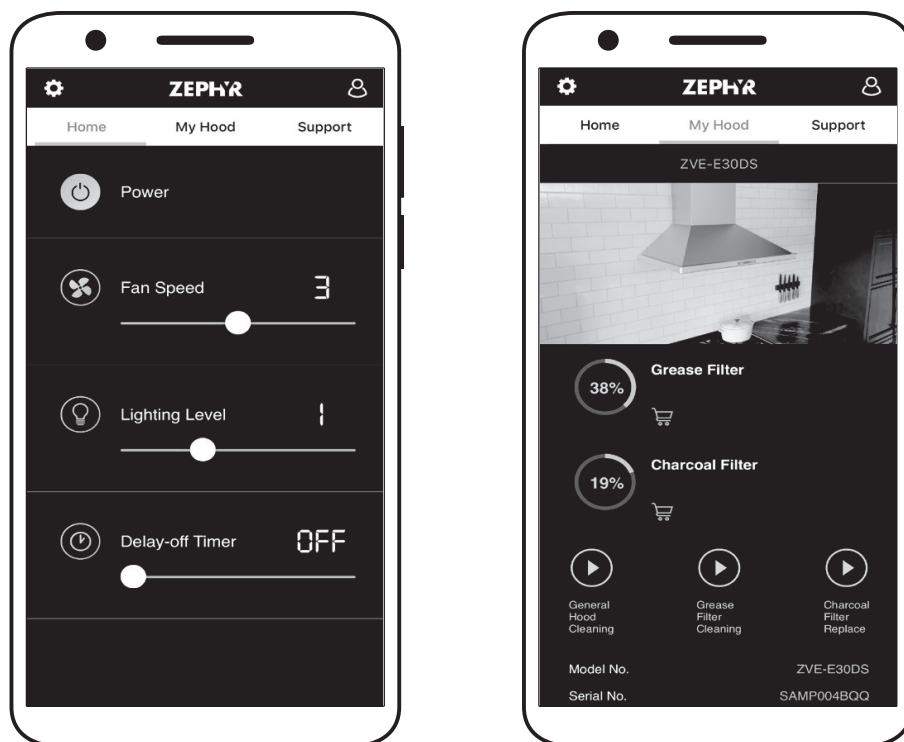 ZEPHYR
Home My Hood Support
Power
Fan Speed 3
Lighting Level 1
Delay-off Timer OFF
ZEPHYR
Home My Hood Support
ZVE-E30DS
38% Grease Filter
19% Charcoal Filter
General
Hood
Cleaning
Grease
Filter
Cleaning
Charcoal
Filter
Replace
Model No. ZVE-E30DS
Serial No. SAMP004BQQ